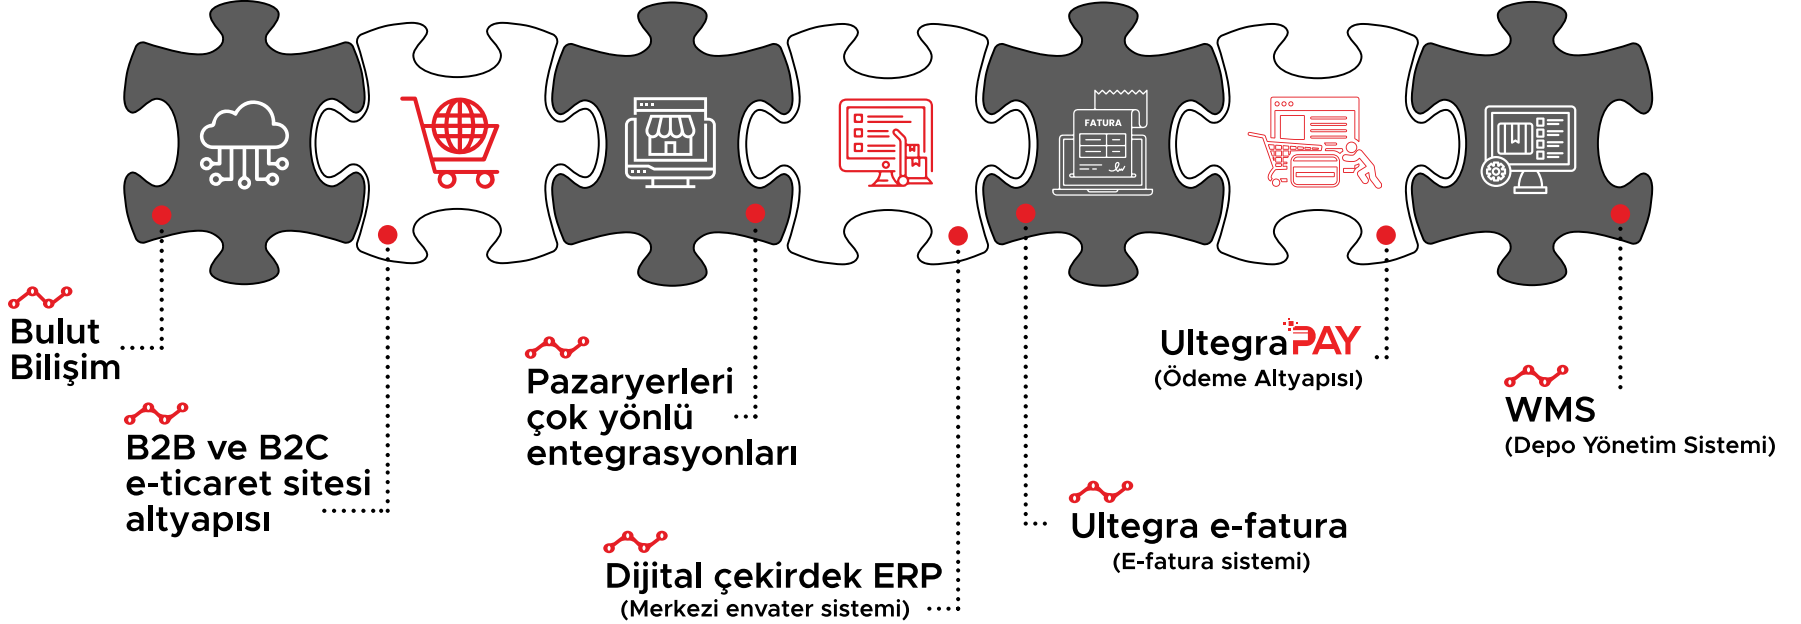 FATURA
Bulut
Bilişim
B2B ve B2C
e-ticaret sitesi
altyapısı
Pazaryerleri
çok yönlü
entegrasyonları
Dijital çekirdek ERP
(Merkezi envater sistemi)
Ultegra e-fatura
(E-fatura sistemi)
UltegraPAY
(Ödeme Altyapısı)
WMS
(Depo Yönetim Sistemi)